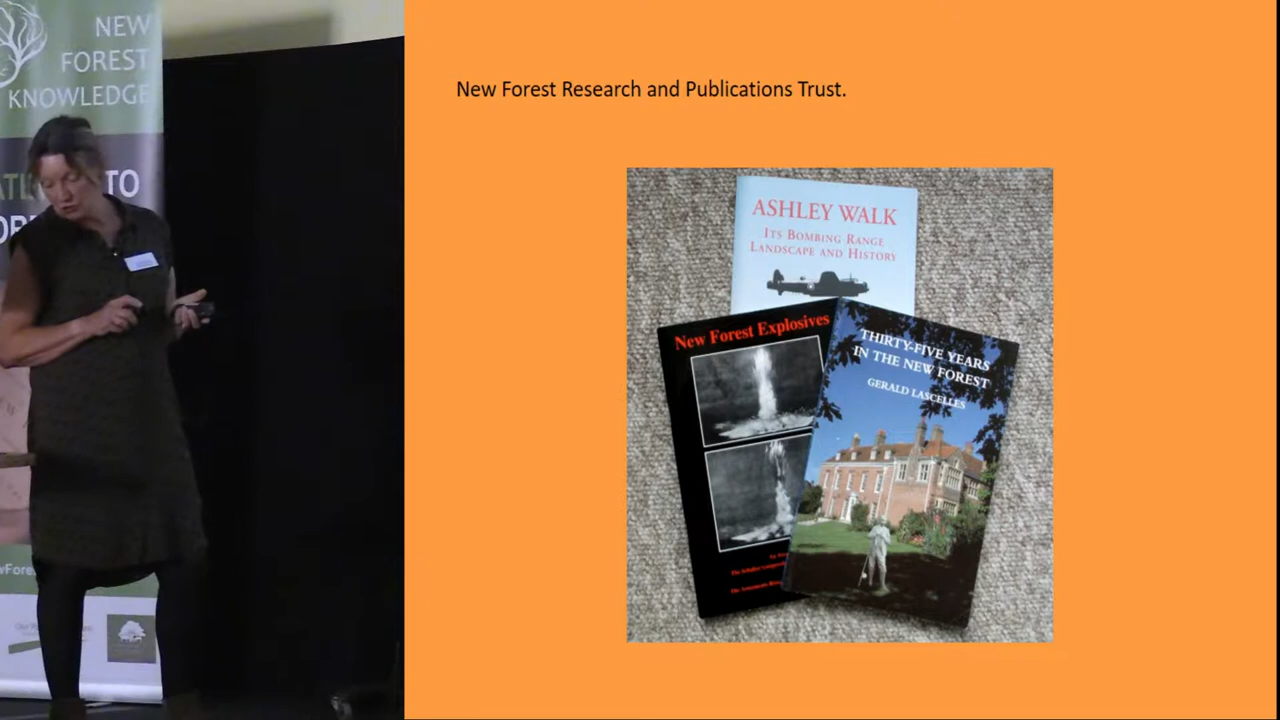 NEW
FOREST
KNOWLEDGE
TO
New Forest Research and Publications Trust.
ASHLEY WALK
ITS BOMBING RANGE
LANDSCAPE AND HISTORY
New Forest Explosives
THIRTY-FIVE YEARS
IN THE NEW FOREST
GERALD LASCELLES